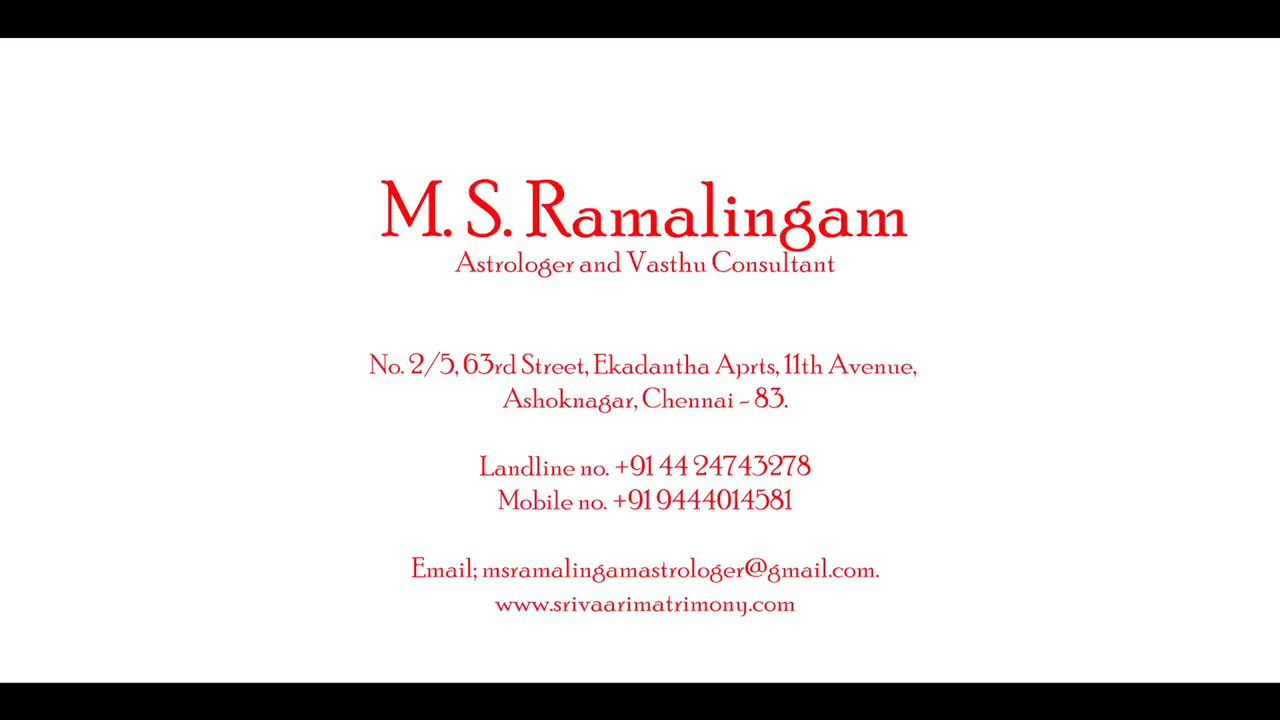 M. S. Ramalingam
Astrologer and Vasthu Consultant
No. 2/5, 63rd Street, Ekadantha Aprts, 11th Avenue,
Ashoknagar, Chennai - 83.
Landline no. +91 44 24743278
Mobile no. +91 9444014581
Email; msramalingamastrologer@gmail.com.
www.srivaarimatrimony.com